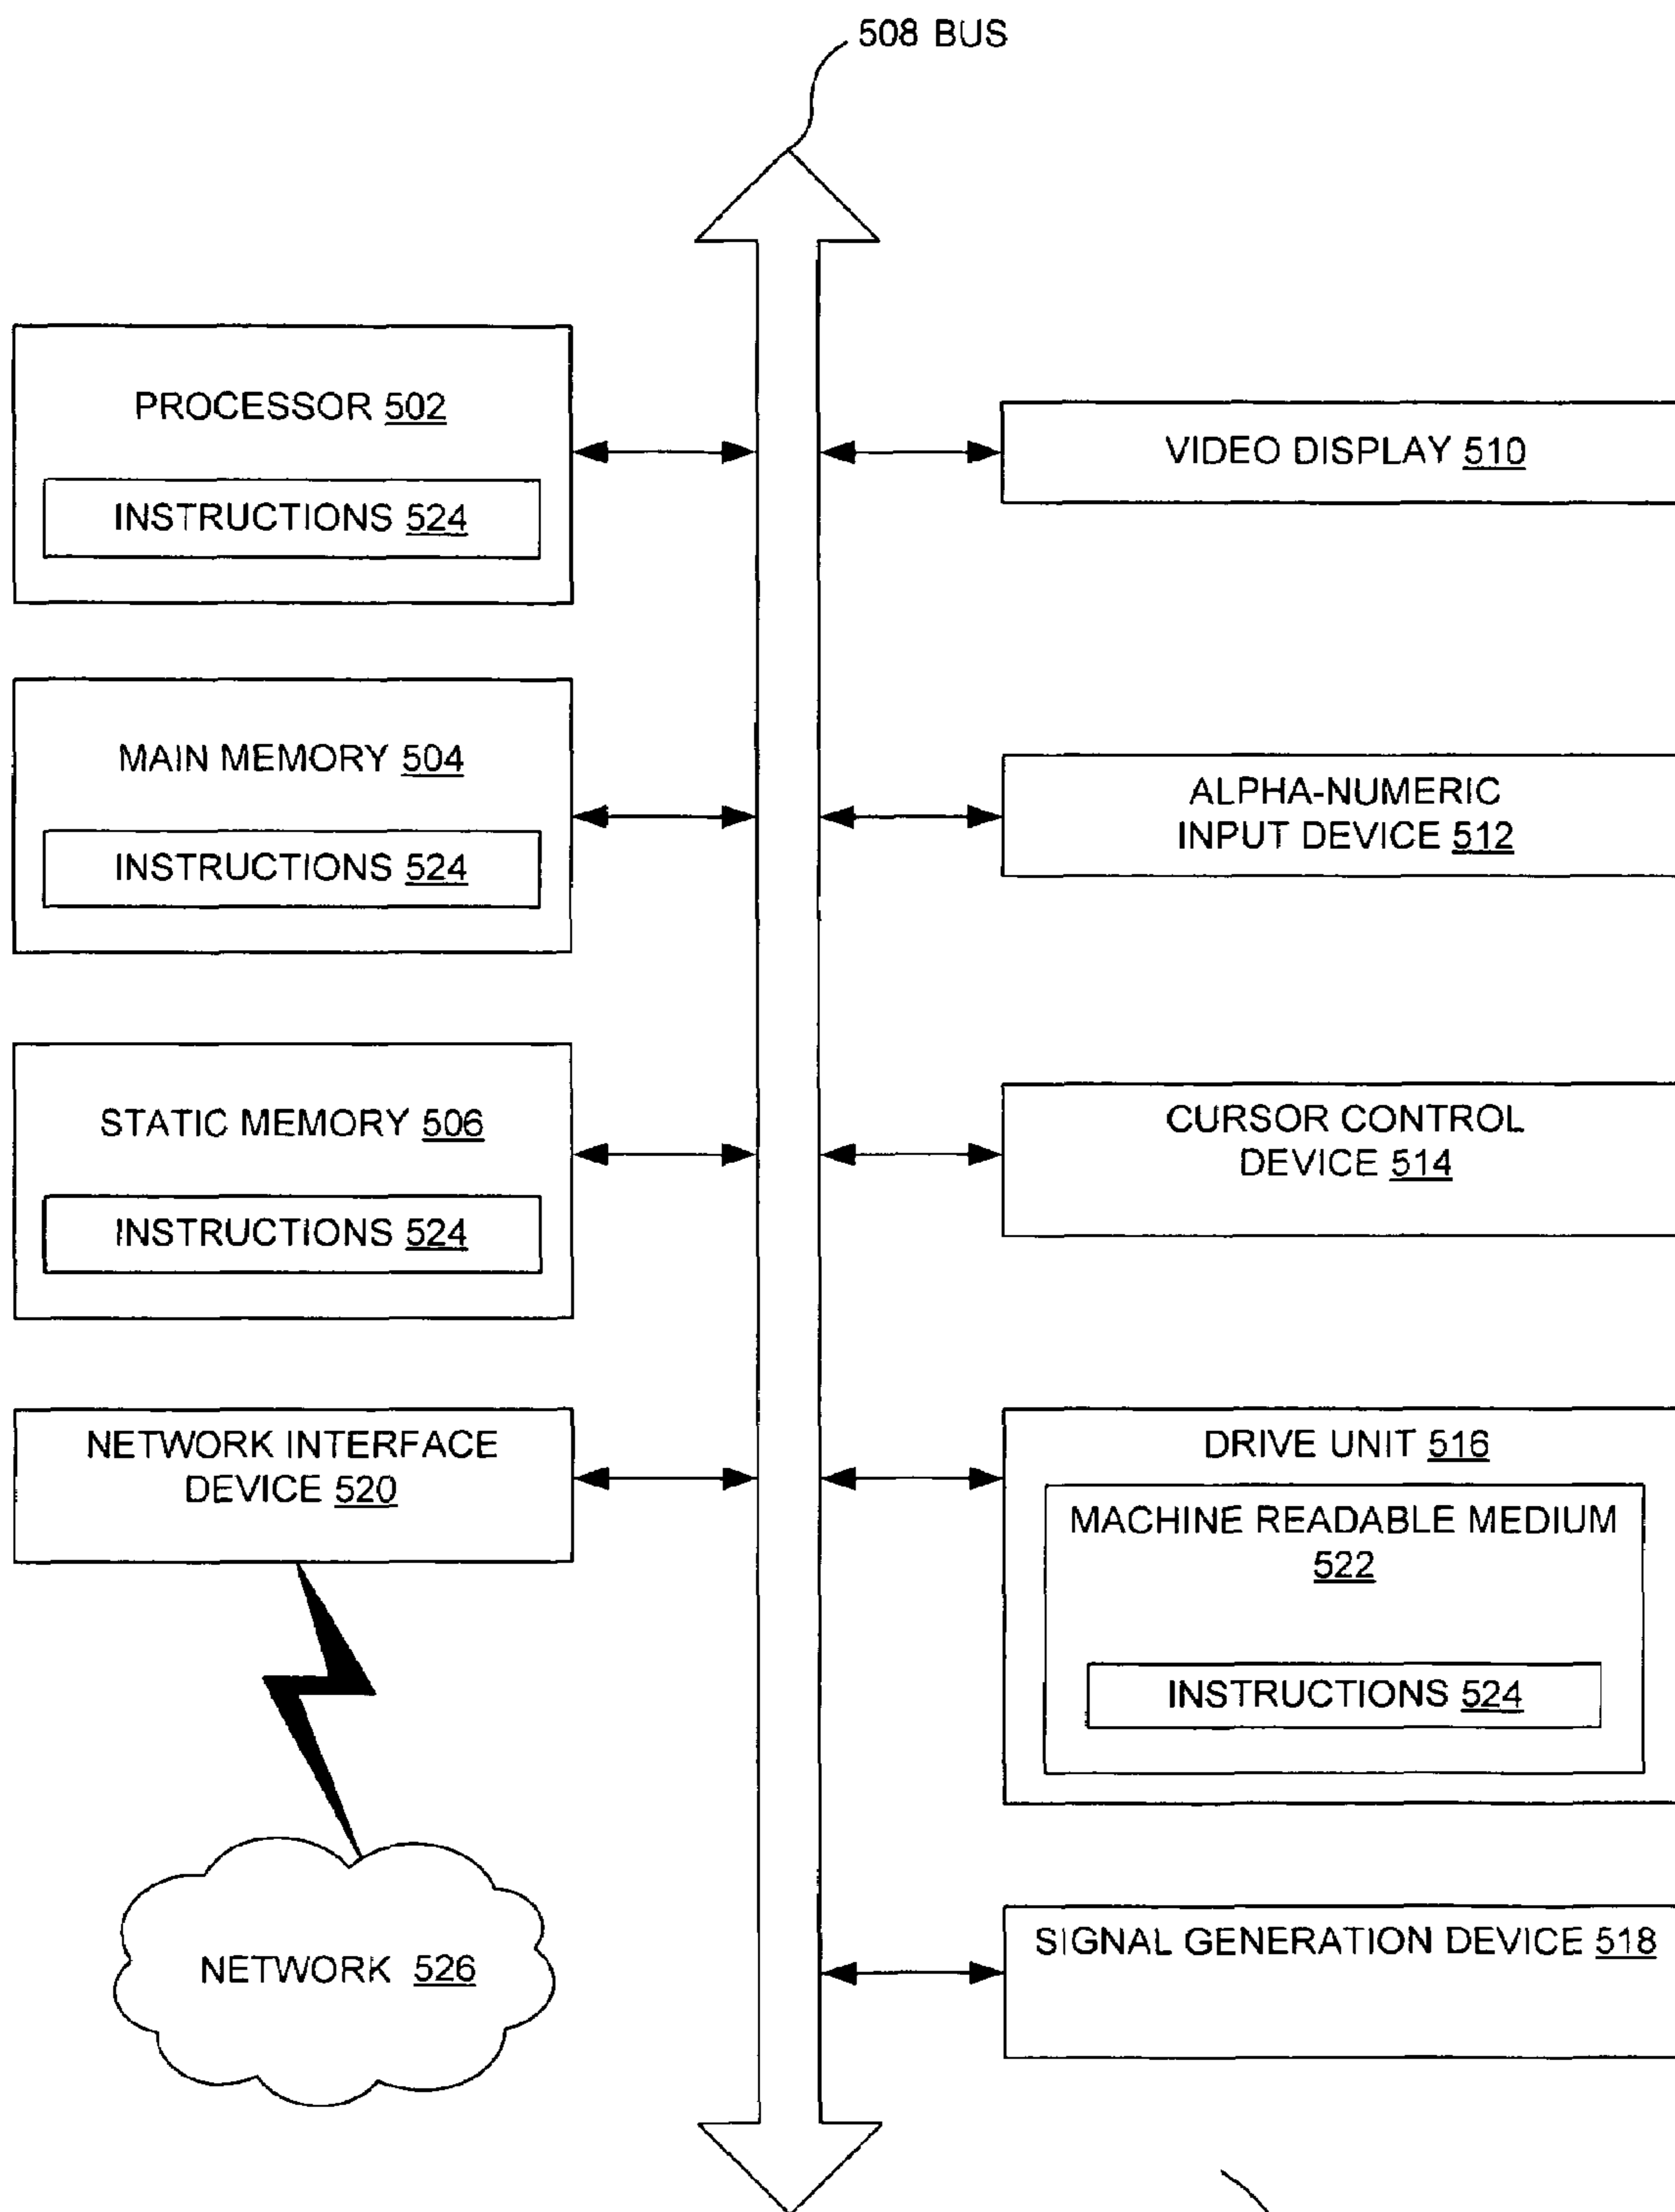 508 BUS
PROCESSOR 502
INSTRUCTIONS 524
MAIN MEMORY 504
INSTRUCTIONS 524
STATIC MEMORY 506
INSTRUCTIONS 524
NETWORK INTERFACE
DEVICE 520
NETWORK 526
VIDEO DISPLAY 510
ALPHA-NUMERIC
INPUT DEVICE 512
CURSOR CONTROL
DEVICE 514
DRIVE UNIT 516
MACHINE READABLE MEDIUM
522
INSTRUCTIONS 524
SIGNAL GENERATION DEVICE 518